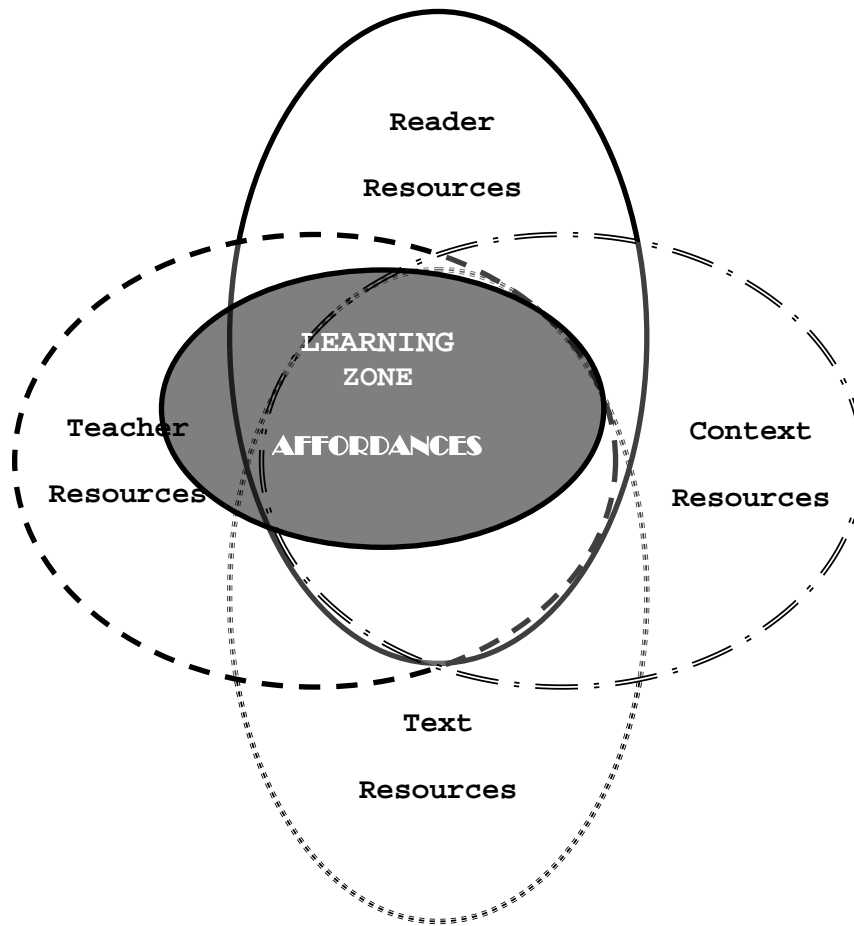 Reader
Resources
LEARNING
ZONE
AFFORDANCES
Teacher
Resources
Context
Resources
Text
Resources